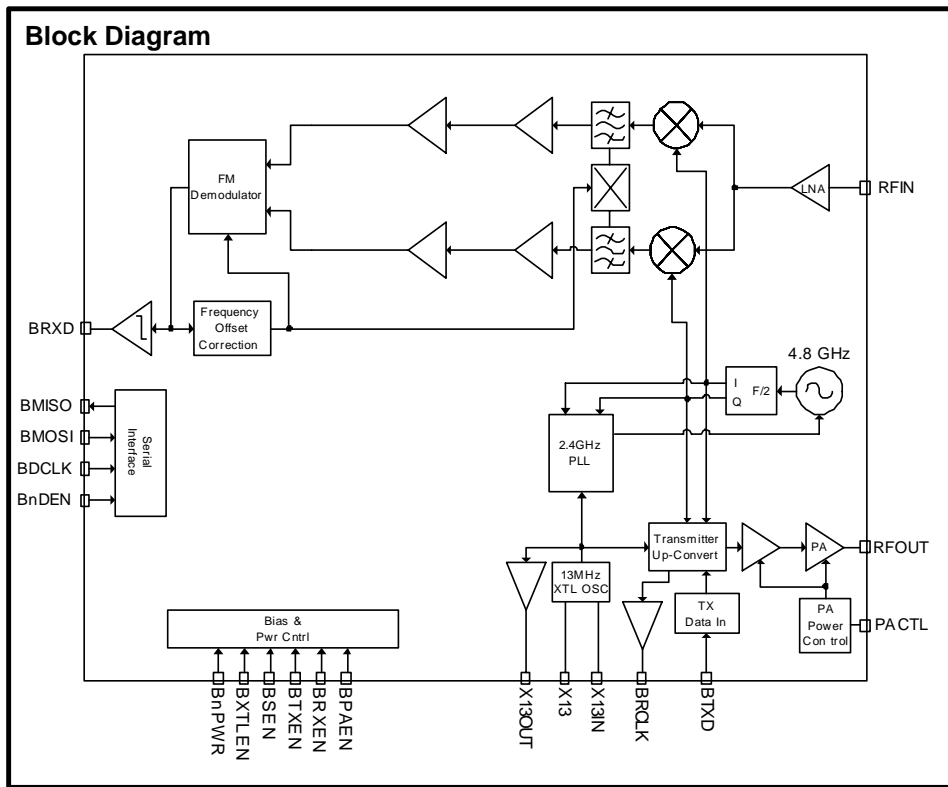 Block Diagram
FM
Demodulator
LNA
RFIN
BRXD
Frequency
Offset
Correction
4.8 GHz
I
Q
F/2
BMISO
BMOSI
BDCLK
BnDEN
Serial
Interface
2.4GHz
PLL
Transmitter
Up-Convert
PA
RFOUT
13MHz
XTL OSC
TX
Data In
PA
Power
Control
PACTL
Bias &
Pwr Cntrl
BnPWR
BXTLEN
BSEN
BTXEN
BRXEN
BPAEN
X13OUT
X13
X13IN
BRCLK
BTXD